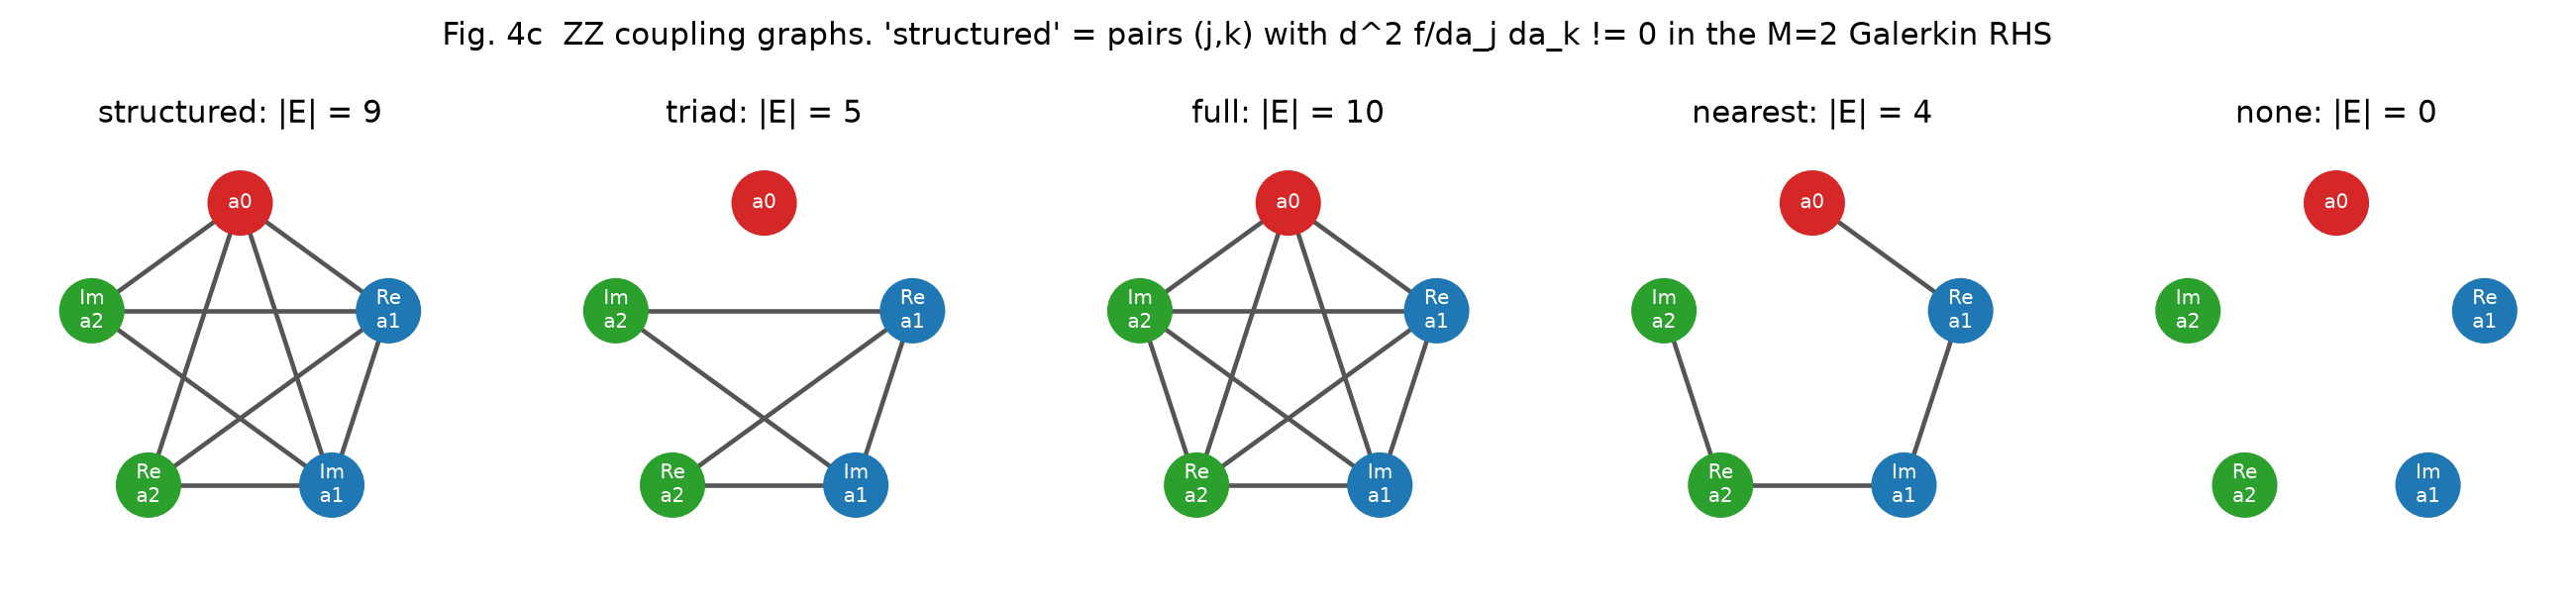 Fig. 4c  ZZ coupling graphs. 'structured' = pairs (j,k) with d^2 f/da_j da_k != 0 in the M=2 Galerkin RHS
structured: |E| = 9
a0
Im
a2
Re
a1
Re
a2
Im
a1
triad: |E| = 5
a0
Im
a2
Re
a1
Re
a2
Im
a1
full: |E| = 10
a0
Im
a2
Re
a1
Re
a2
Im
a1
nearest: |E| = 4
a0
Im
a2
Re
a1
Re
a2
Im
a1
none: |E| = 0
a0
Im
a2
Re
a1
Re
a2
Im
a1